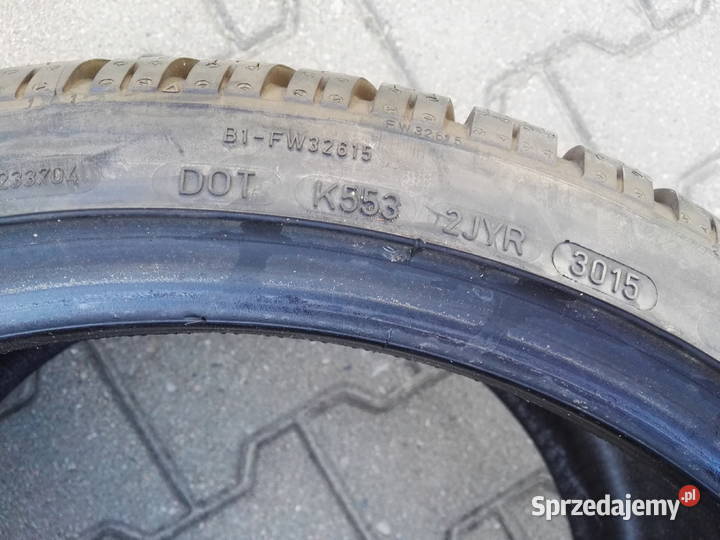 B1-FW32615
FW32615
233704
DOT K553 2JYR 3015
Sprzedajemy.pl